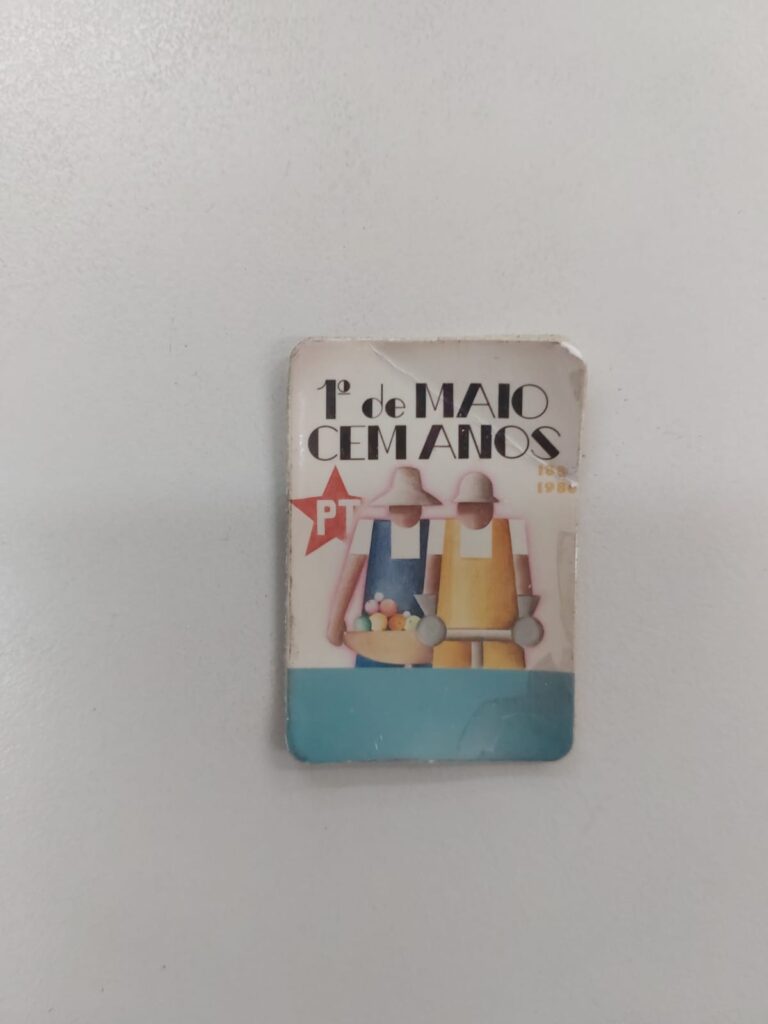 1º de MAIO
CEM ANOS
PT